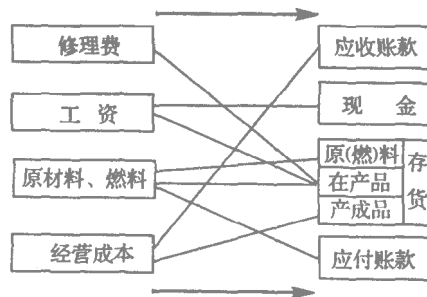 修理费
工 资
原材料、燃料
经营成本
应收账款
现 金
原(燃)料
在产品
产成品
存货
应付账款